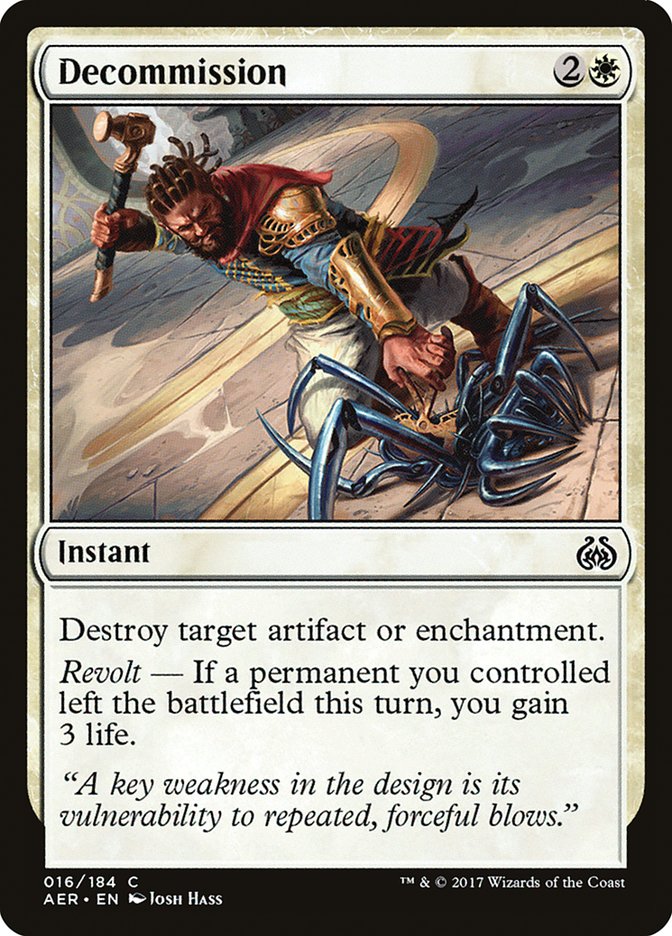 Decommission 2
Instant
Destroy target artifact or enchantment.
Revolt — If a permanent you controlled
left the battlefield this turn, you gain
3 life.
“A key weakness in the design is its
vulnerability to repeated, forceful blows.”
016/184 C
AER • EN Josh Hass
™ & © 2017 Wizards of the Coast